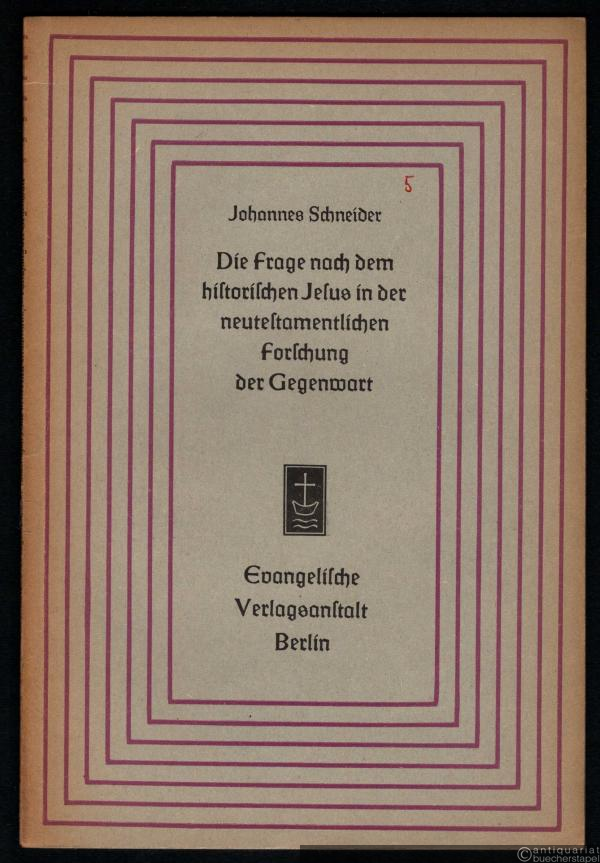 5
Johannes Schneider
Die Frage nach dem
hiſtoriſchen Jeſus in der
neuteſtamentlichen
Forſchung
der Gegenwart
Evangeliſche
Verlagsanſtalt
Berlin
©antiquariat
buecherstapel